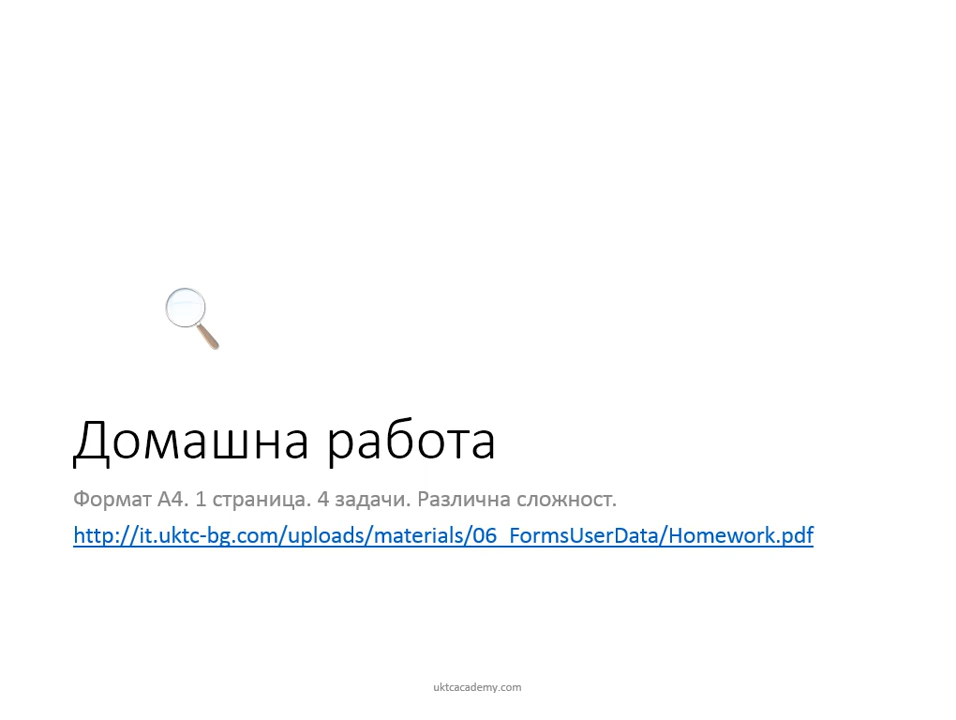 Домашна работа
Формат А4. 1 страница. 4 задачи. Различна сложност.
http://it.uktc-bg.com/uploads/materials/06_FormsUserData/Homework.pdf
uktcacademy.com